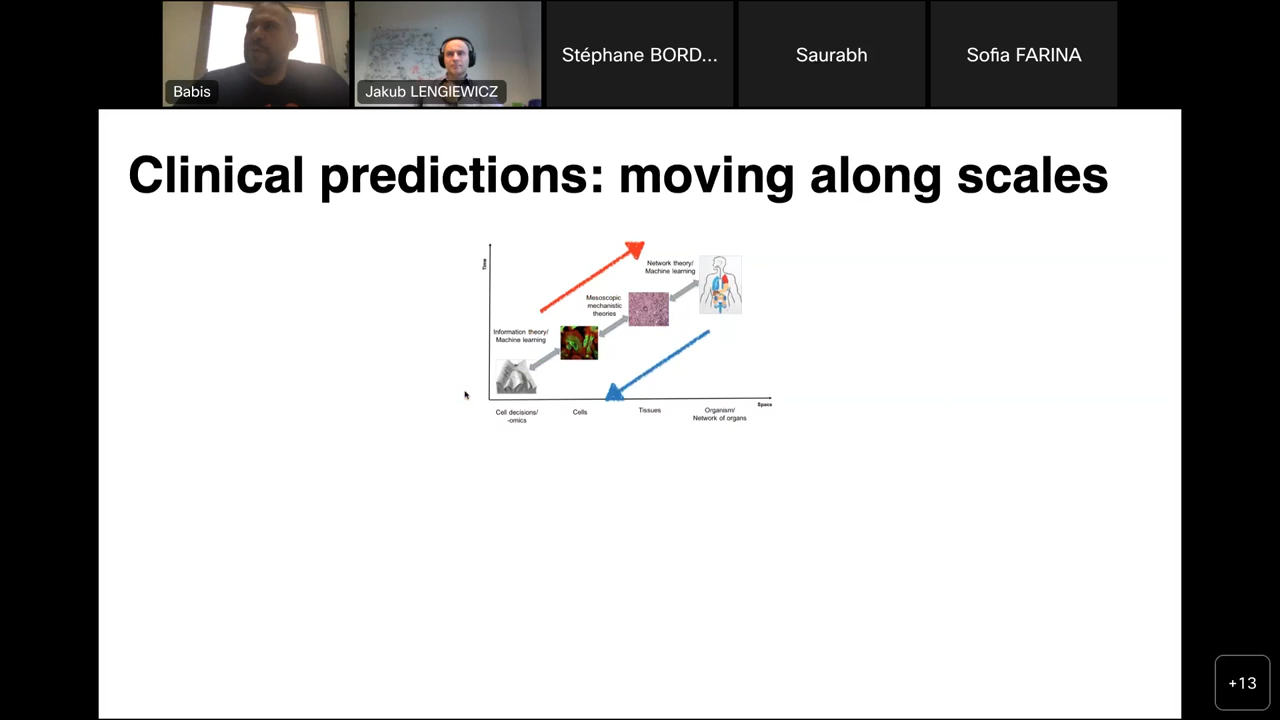 Babis
Jakub LENGIEWICZ
Stéphane BORD...
Saurabh
Sofia FARINA
Clinical predictions: moving along scales
Time
Network theory/
Machine learning
Mesoscopic
mechanistic
theories
Information theory/
Machine learning
Space
Cell decisions/
-omics
Cells
Tissues
Organism/
Network of organs
+13